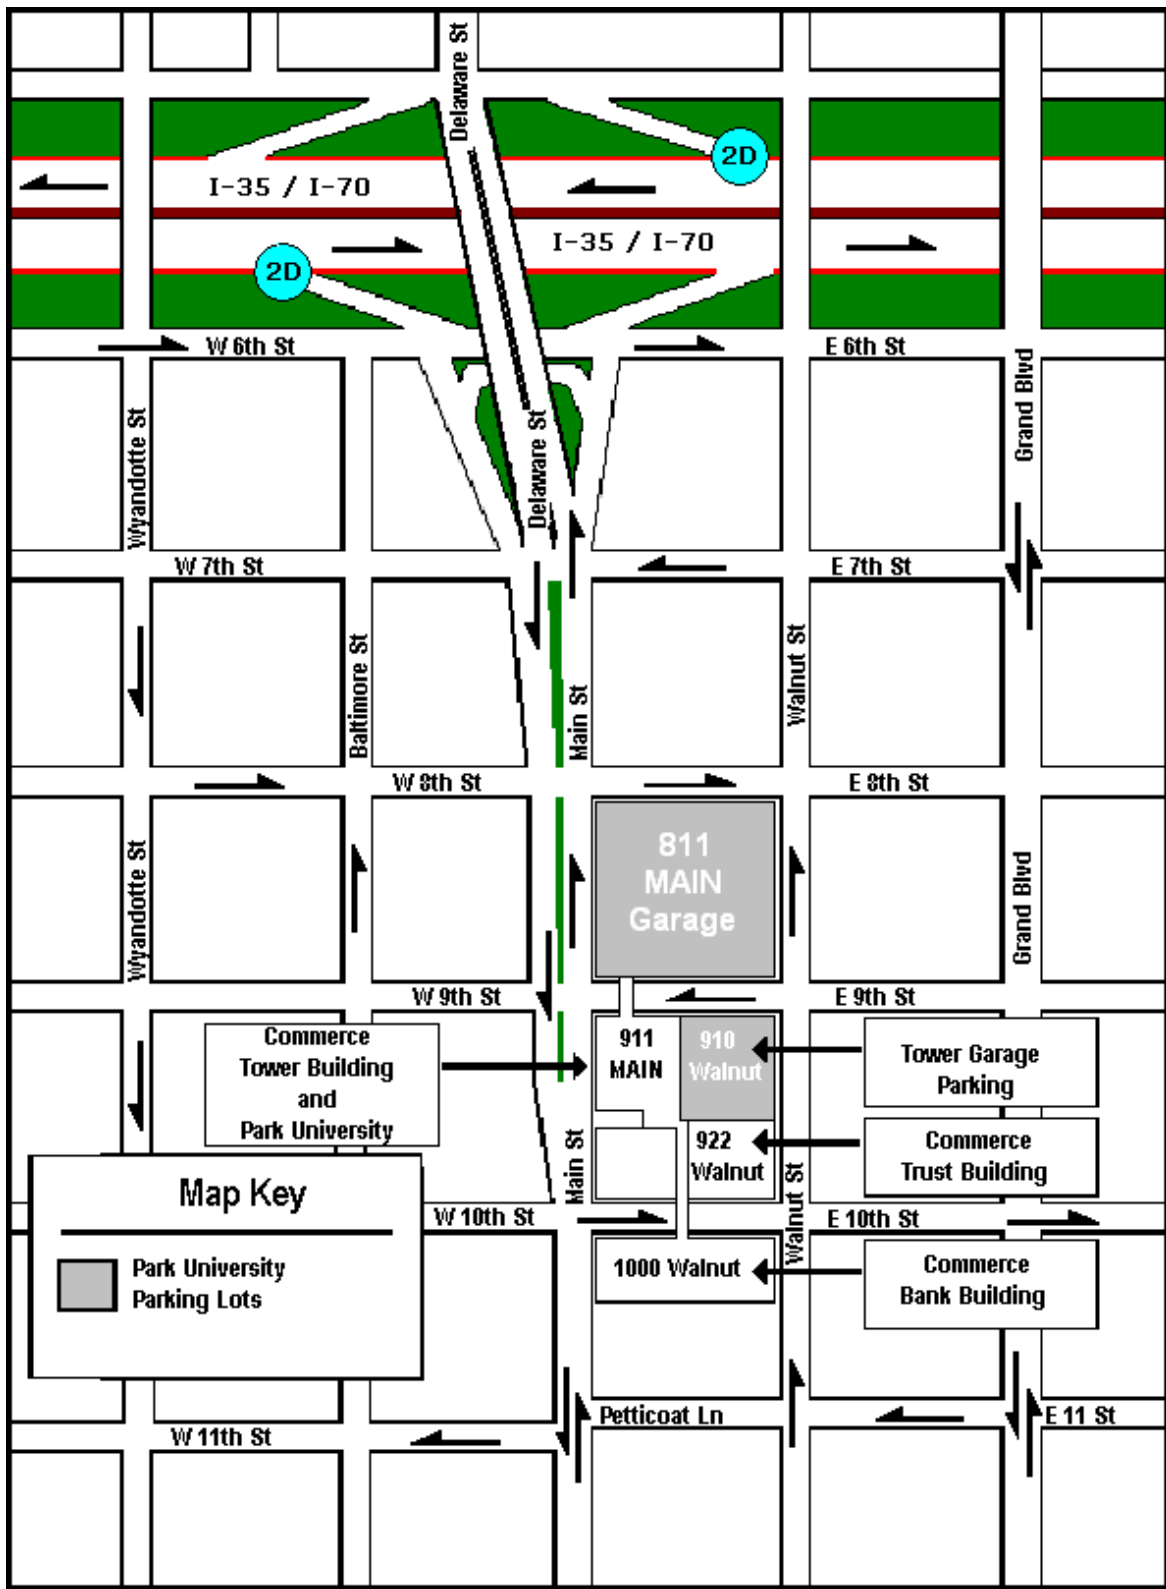 Delaware St
2D
I-35 / I-70
I-35 / I-70
2D
W 6th St
E 6th St
Grand Blvd
Wyandotte St
Delaware St
W 7th St
E 7th St
Baltimore St
Main St
Walnut St
W 8th St
E 8th St
811
MAIN
Garage
Wyandotte St
Grand Blvd
W 9th St
E 9th St
Commerce
Tower Building
and
Park University
911
MAIN
910
Walnut
Tower Garage
Parking
922
Walnut
Commerce
Trust Building
Main St
Walnut St
Map Key
Park University
Parking Lots
W 10th St
E 10th St
1000 Walnut
Commerce
Bank Building
Petticoat Ln
E 11 St
W 11th St